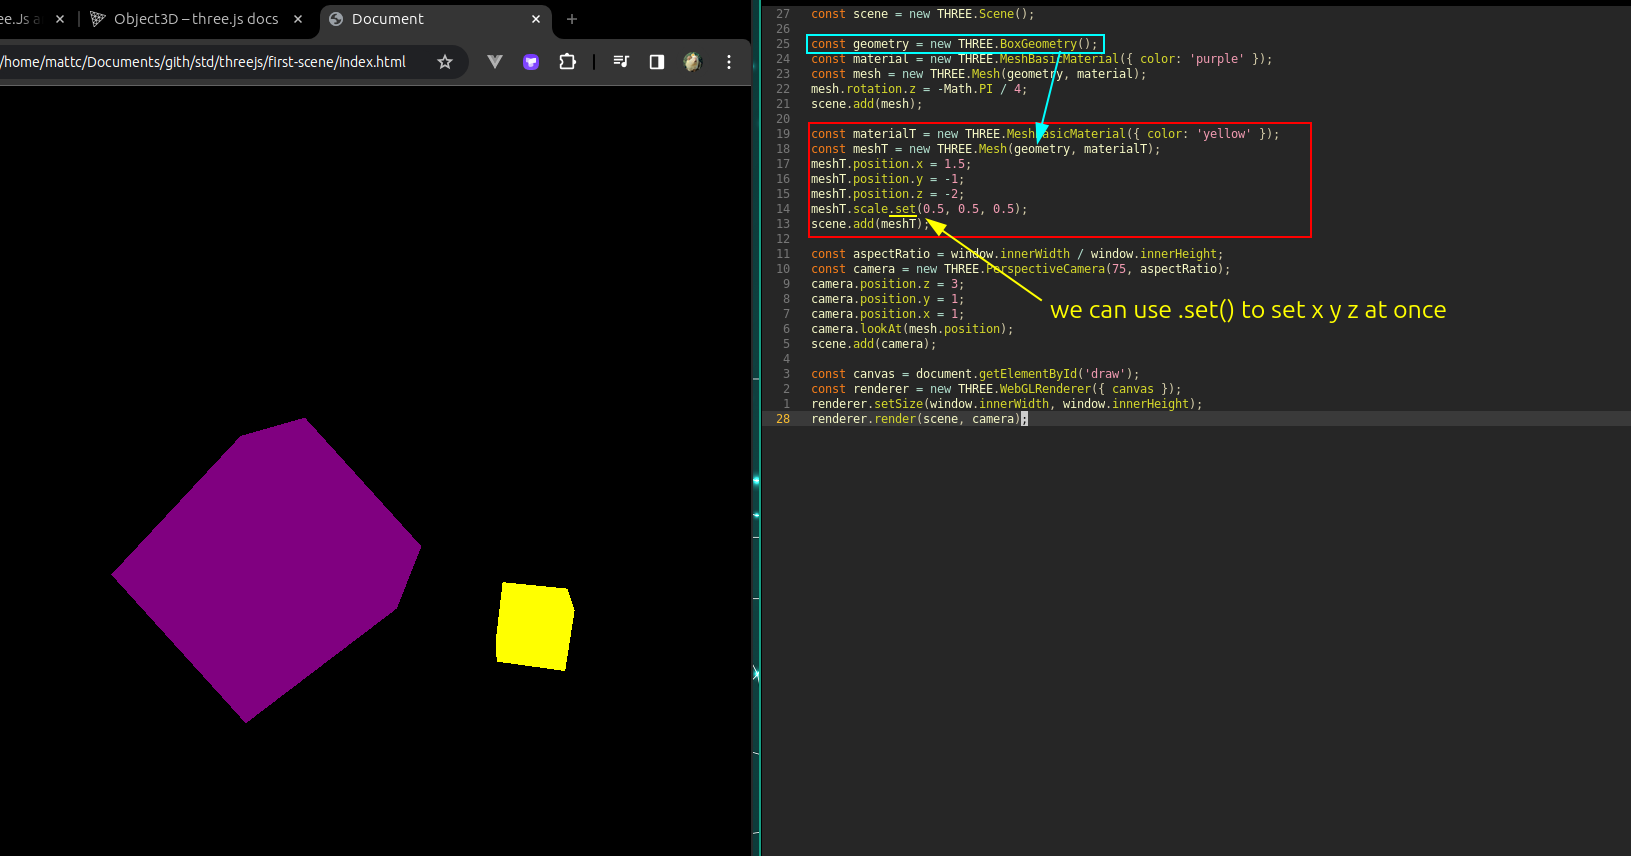 ee.Js a
Object3D – three.js docs
Document
/home/mattc/Documents/gith/std/threejs/first-scene/index.html
27 const scene = new THREE.Scene();
26
25 const geometry = new THREE.BoxGeometry();
24 const material = new THREE.MeshBasicMaterial({ color: 'purple' });
23 const mesh = new THREE.Mesh(geometry, material);
22 mesh.rotation.z = -Math.PI / 4;
21 scene.add(mesh);
20
19 const materialT = new THREE.MeshBasicMaterial({ color: 'yellow' });
18 const meshT = new THREE.Mesh(geometry, materialT);
17 meshT.position.x = 1.5;
16 meshT.position.y = -1;
15 meshT.position.z = -2;
14 meshT.scale.set(0.5, 0.5, 0.5);
13 scene.add(meshT);
12
11 const aspectRatio = window.innerWidth / window.innerHeight;
10 const camera = new THREE.PerspectiveCamera(75, aspectRatio);
9 camera.position.z = 3;
8 camera.position.y = 1;
7 camera.position.x = 1;
6 camera.lookAt(mesh.position);
5 scene.add(camera);
4
3 const canvas = document.getElementById('draw');
2 const renderer = new THREE.WebGLRenderer({ canvas });
1 renderer.setSize(window.innerWidth, window.innerHeight);
28 renderer.render(scene, camera);
we can use .set() to set x y z at once